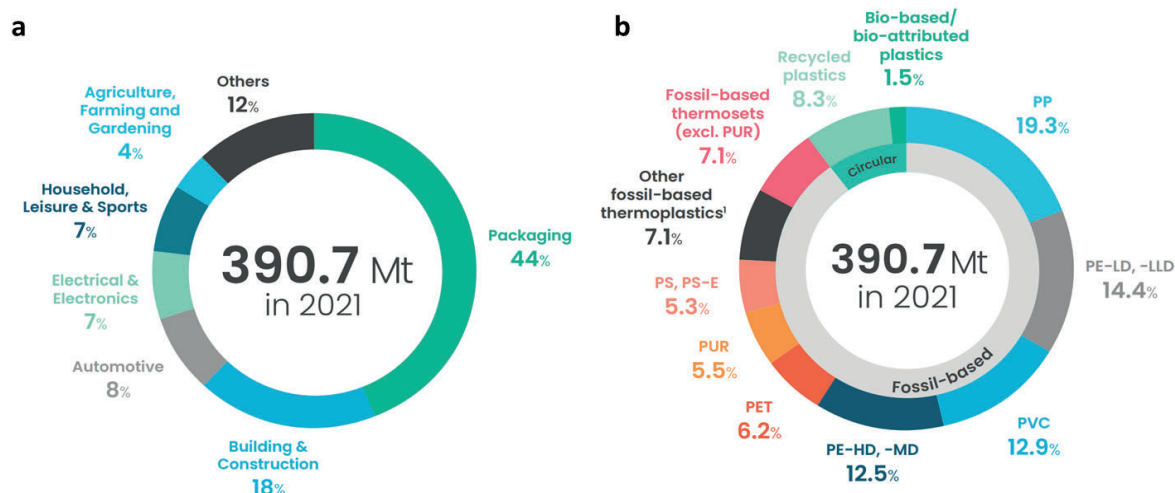 a
Others
12%
Agriculture,
Farming and
Gardening
4%
Household,
Leisure & Sports
7%
Electrical &
Electronics
7%
Automotive
8%
Building &
Construction
18%
Packaging
44%
390.7 Mt
in 2021
b
Bio-based/
bio-attributed
plastics
1.5%
Recycled
plastics
8.3%
Fossil-based
thermosets
(excl. PUR)
7.1%
Other
fossil-based
thermoplastics¹
7.1%
PS, PS-E
5.3%
PUR
5.5%
PET
6.2%
PE-HD, -MD
12.5%
PVC
12.9%
PE-LD, -LLD
14.4%
PP
19.3%
Circular
390.7 Mt
in 2021
Fossil-based